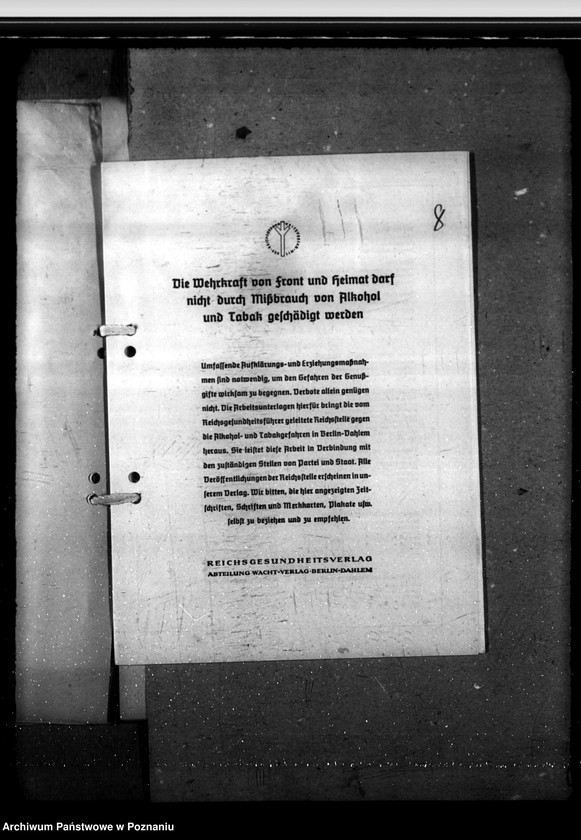 8
Die Wehrkraft von Front und Heimat darf
nicht durch Mißbrauch von Alkohol
und Tabak geschädigt werden
Umfassende Aufklärungs- und Erziehungsmaßnah-
men sind notwendig, um den Gefahren der Genuß-
gifte wirksam zu begegnen. Verbote allein genügen
nicht. Die Arbeitsunterlagen hierfür bringt die vom
Reichsgesundheitsführer geleitete Reichsstelle gegen
die Alkohol- und Tabakgefahren in Berlin-Dahlem
heraus. Sie leistet diese Arbeit in Verbindung mit
den zuständigen Stellen von Partei und Staat. Alle
Veröffentlichungen der Reichsstelle erscheinen in un-
serem Verlag. Wir bitten, die hier angezeigten Zeit-
schriften, Schriften und Merkkarten, Plakate usw.
selbst zu beziehen und zu empfehlen.
REICHSGESUNDHEITSVERLAG
ABTEILUNG WACHT-VERLAG·BERLIN-DAHLEM
Archiwum Państwowe w Poznaniu